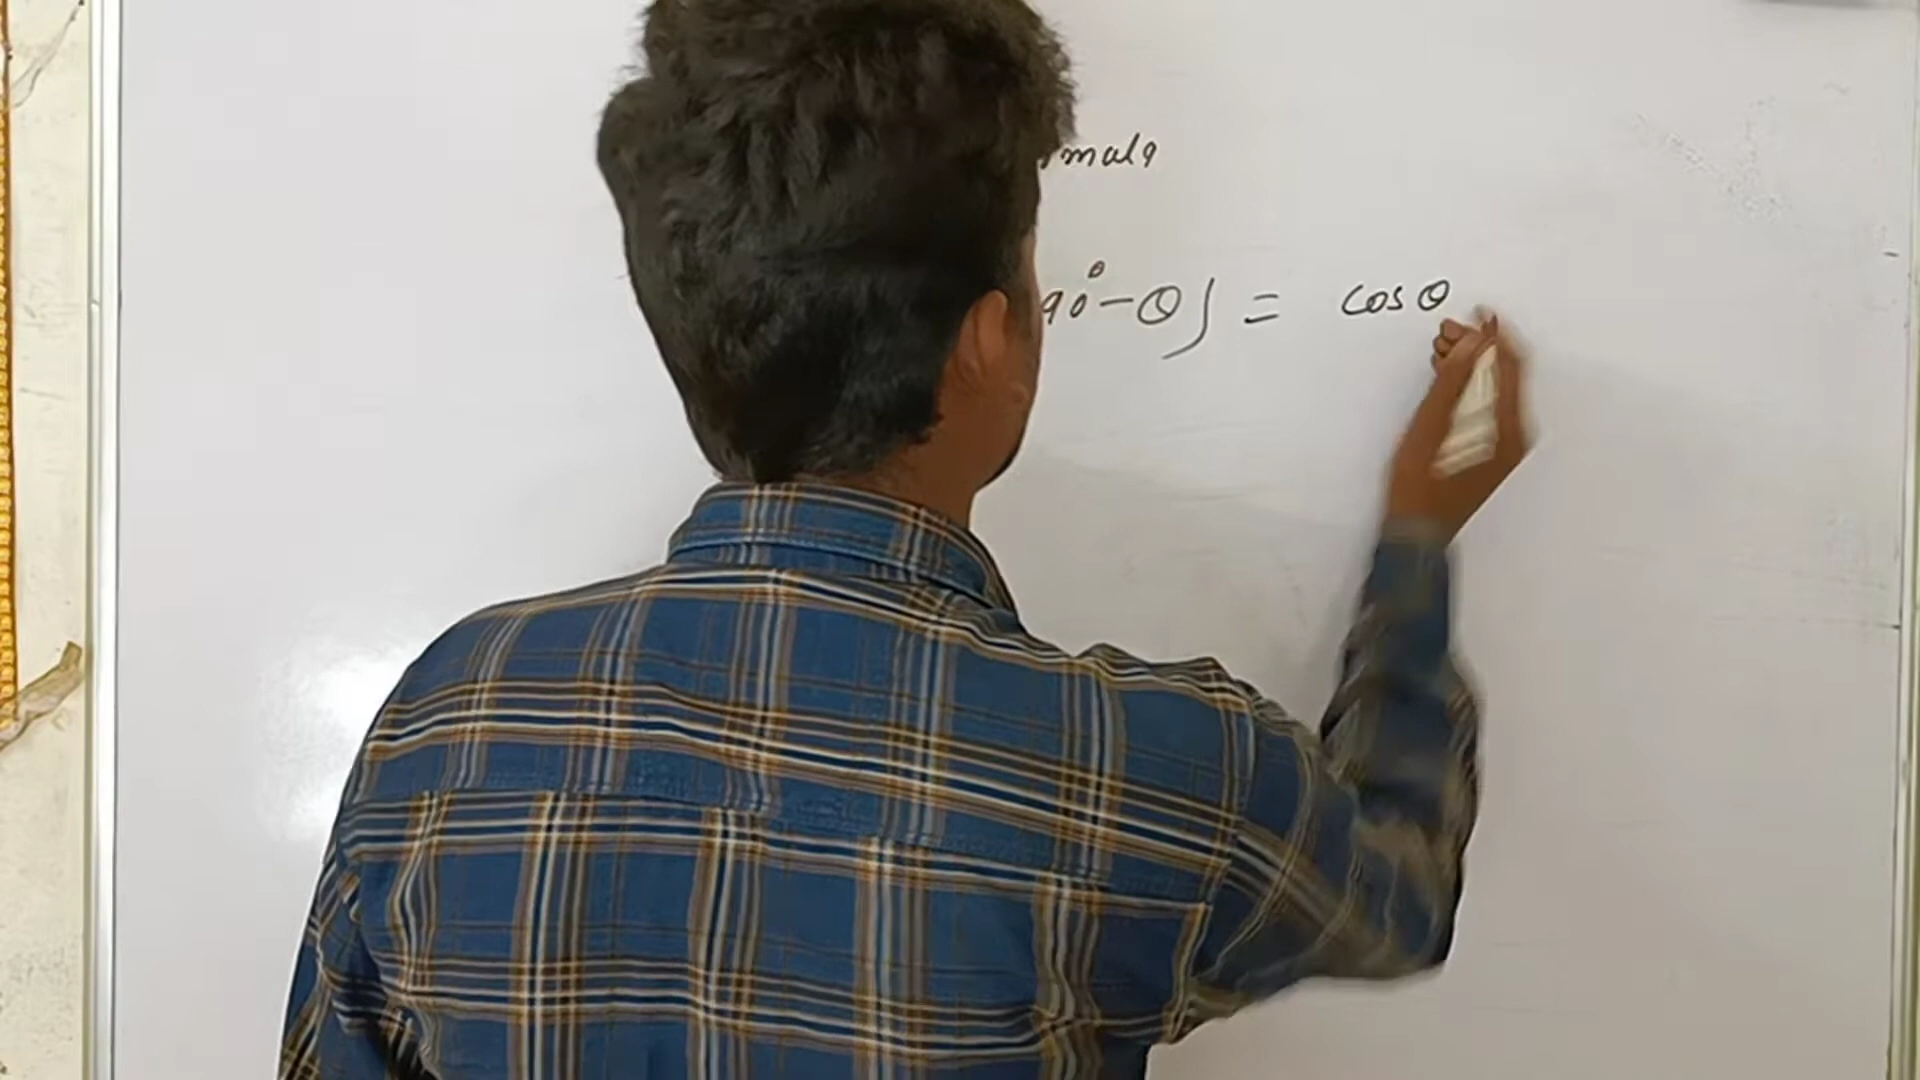 rmula
90°-θ) = cosθ